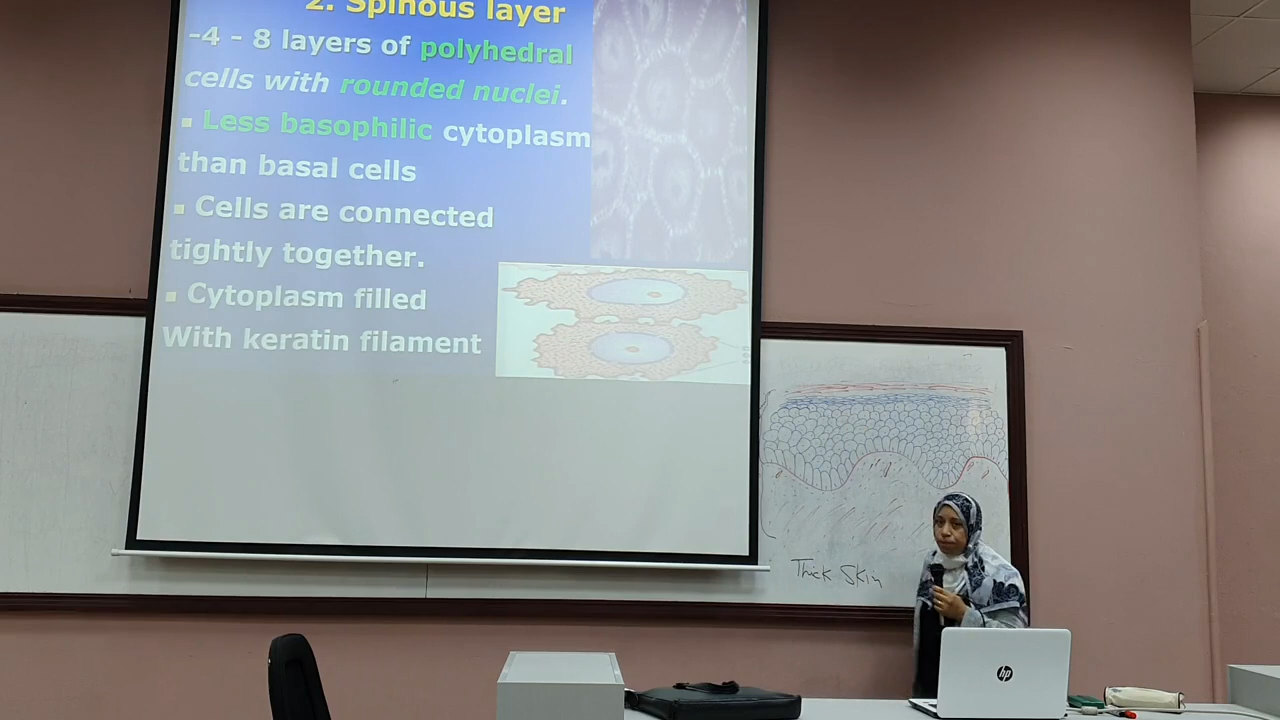 2. Spinous layer
-4 - 8 layers of polyhedral
cells with rounded nuclei.
▪ Less basophilic cytoplasm
than basal cells
▪ Cells are connected
tightly together.
▪ Cytoplasm filled
With keratin filament
Thick Skin
hp